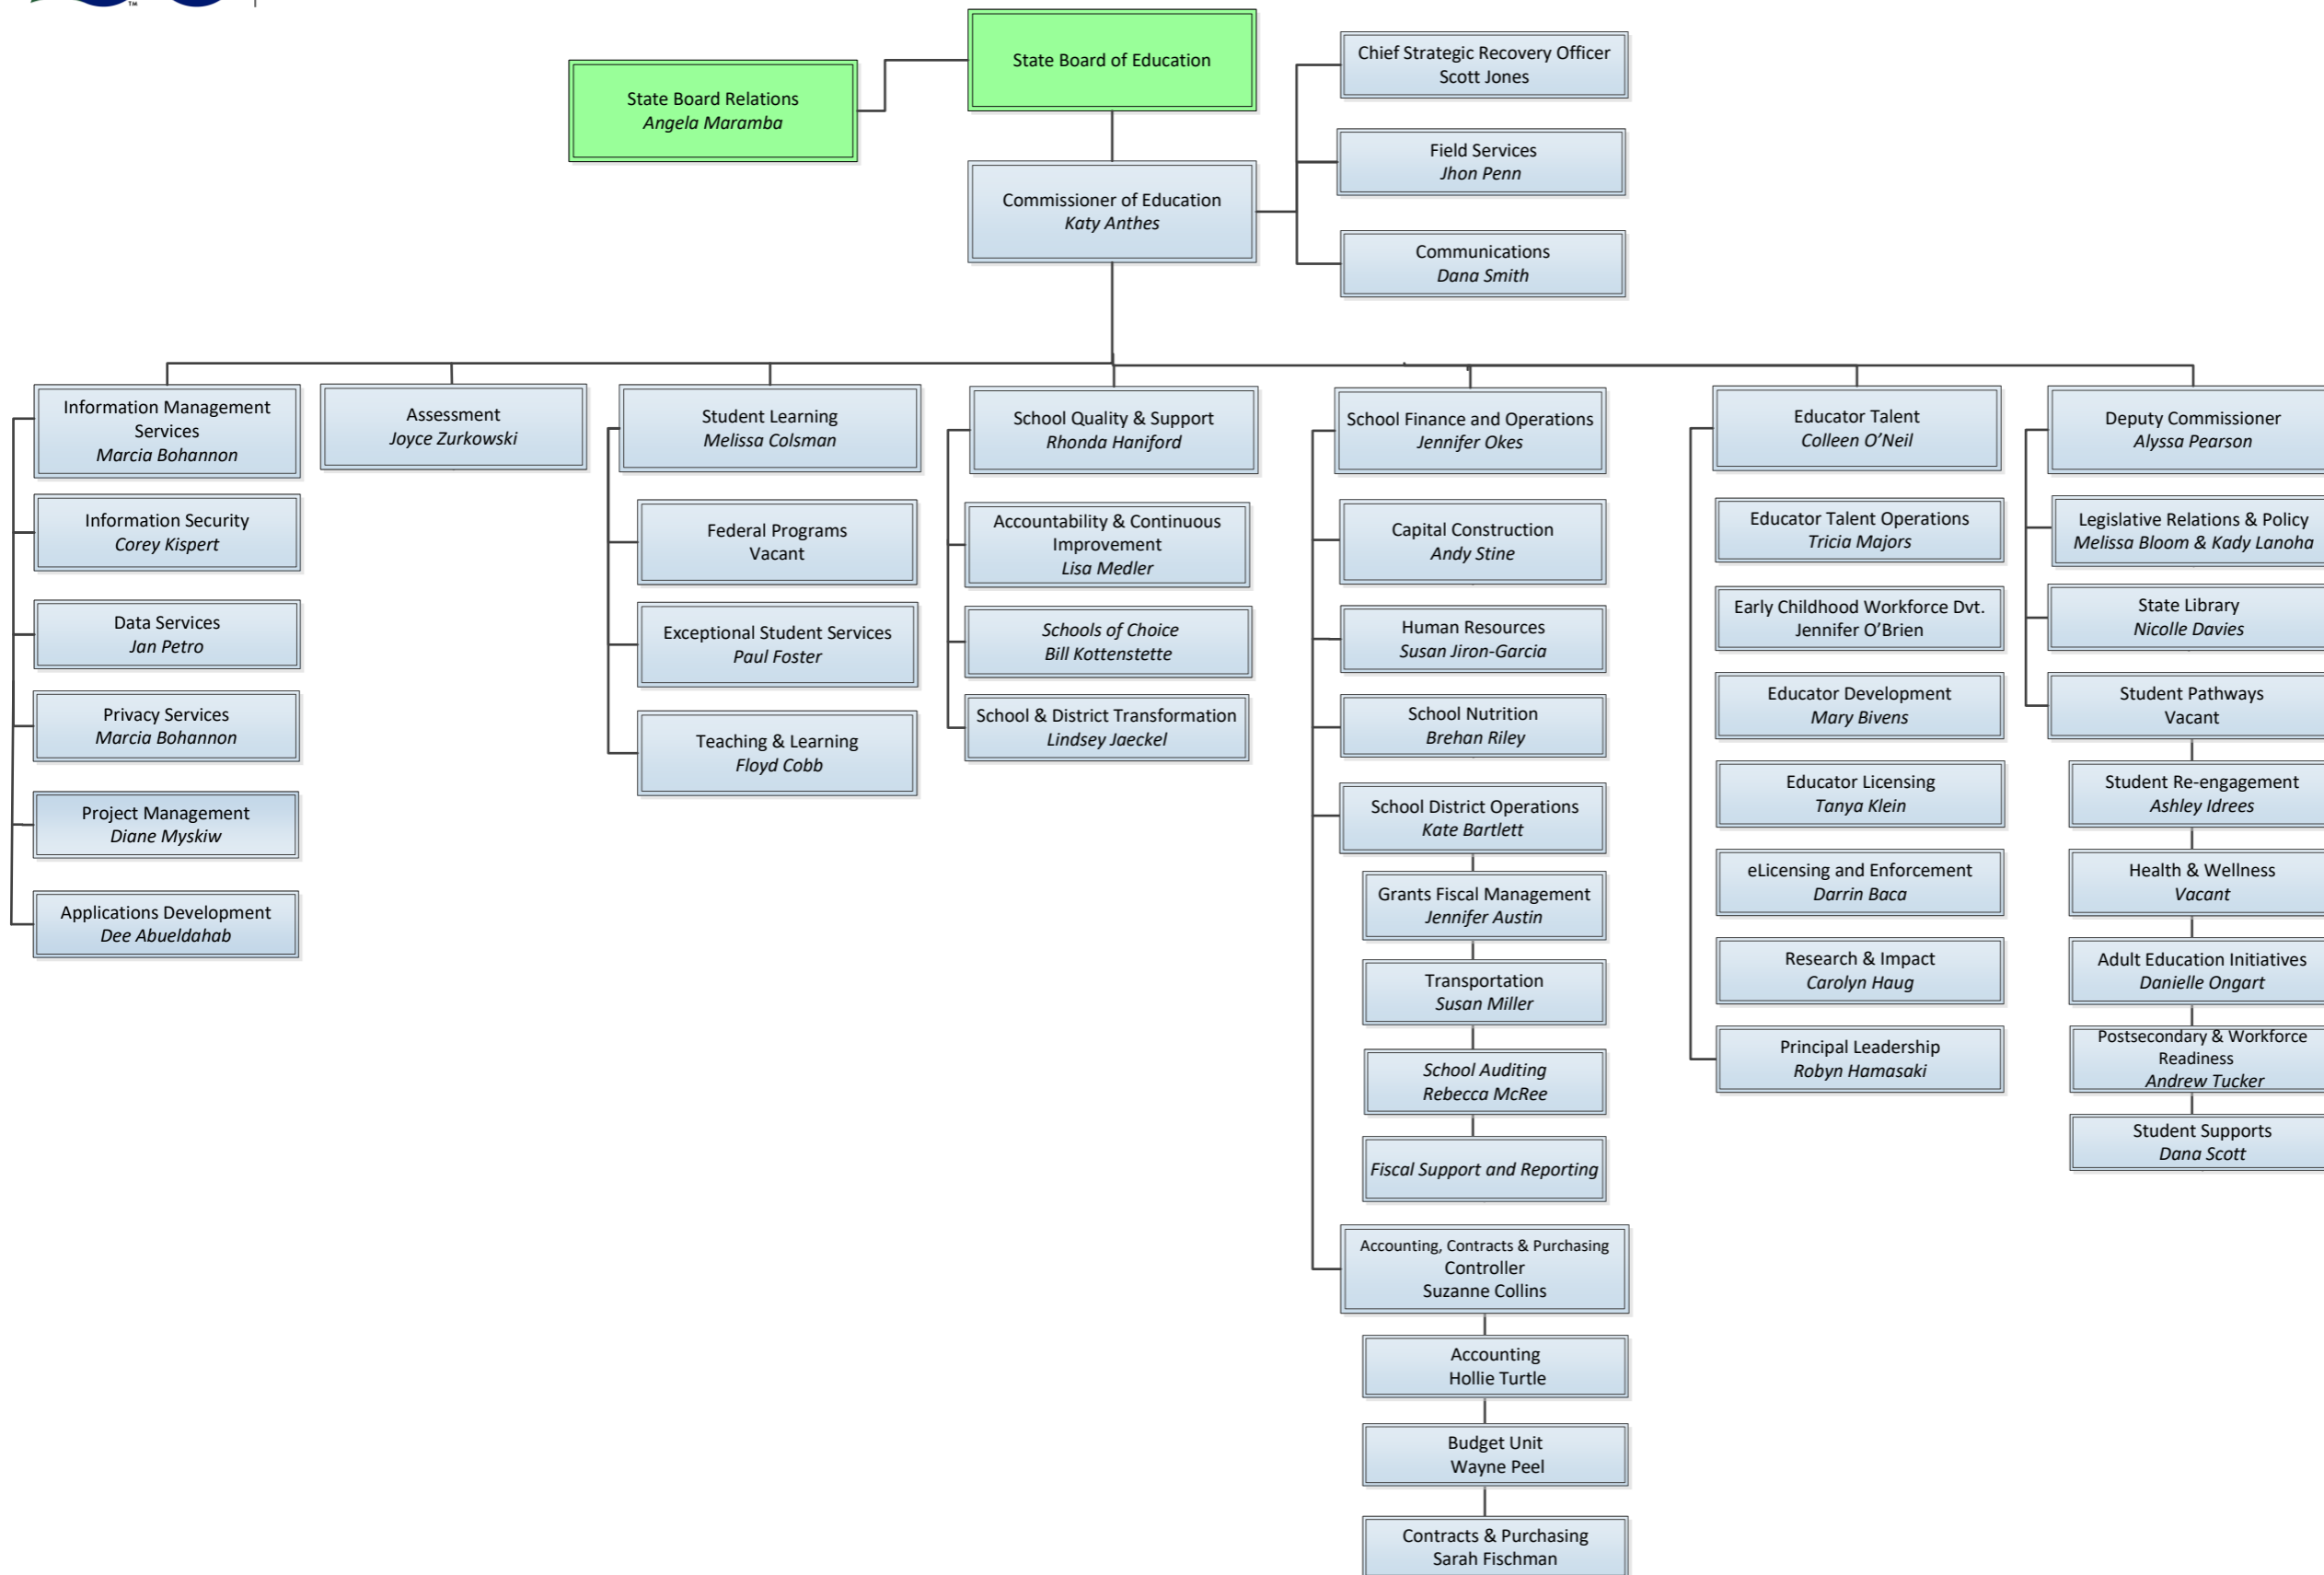 TM
State Board of Education
State Board Relations
Angela Maramba
Commissioner of Education
Katy Anthes
Chief Strategic Recovery Officer
Scott Jones
Field Services
Jhon Penn
Communications
Dana Smith
Information Management
Services
Marcia Bohannon
Information Security
Corey Kispert
Data Services
Jan Petro
Privacy Services
Marcia Bohannon
Project Management
Diane Myskiw
Applications Development
Dee Abueldahab
Assessment
Joyce Zurkowski
Student Learning
Melissa Colsman
Federal Programs
Vacant
Exceptional Student Services
Paul Foster
Teaching & Learning
Floyd Cobb
School Quality & Support
Rhonda Haniford
Accountability & Continuous
Improvement
Lisa Medler
Schools of Choice
Bill Kottenstette
School & District Transformation
Lindsey Jaeckel
School Finance and Operations
Jennifer Okes
Capital Construction
Andy Stine
Human Resources
Susan Jiron-Garcia
School Nutrition
Brehan Riley
School District Operations
Kate Bartlett
Grants Fiscal Management
Jennifer Austin
Transportation
Susan Miller
School Auditing
Rebecca McRee
Fiscal Support and Reporting
Accounting, Contracts & Purchasing
Controller
Suzanne Collins
Accounting
Hollie Turtle
Budget Unit
Wayne Peel
Contracts & Purchasing
Sarah Fischman
Educator Talent
Colleen O’Neil
Educator Talent Operations
Tricia Majors
Early Childhood Workforce Dvt.
Jennifer O’Brien
Educator Development
Mary Bivens
Educator Licensing
Tanya Klein
eLicensing and Enforcement
Darrin Baca
Research & Impact
Carolyn Haug
Principal Leadership
Robyn Hamasaki
Deputy Commissioner
Alyssa Pearson
Legislative Relations & Policy
Melissa Bloom & Kady Lanoha
State Library
Nicolle Davies
Student Pathways
Vacant
Student Re-engagement
Ashley Idrees
Health & Wellness
Vacant
Adult Education Initiatives
Danielle Ongart
Postsecondary & Workforce
Readiness
Andrew Tucker
Student Supports
Dana Scott